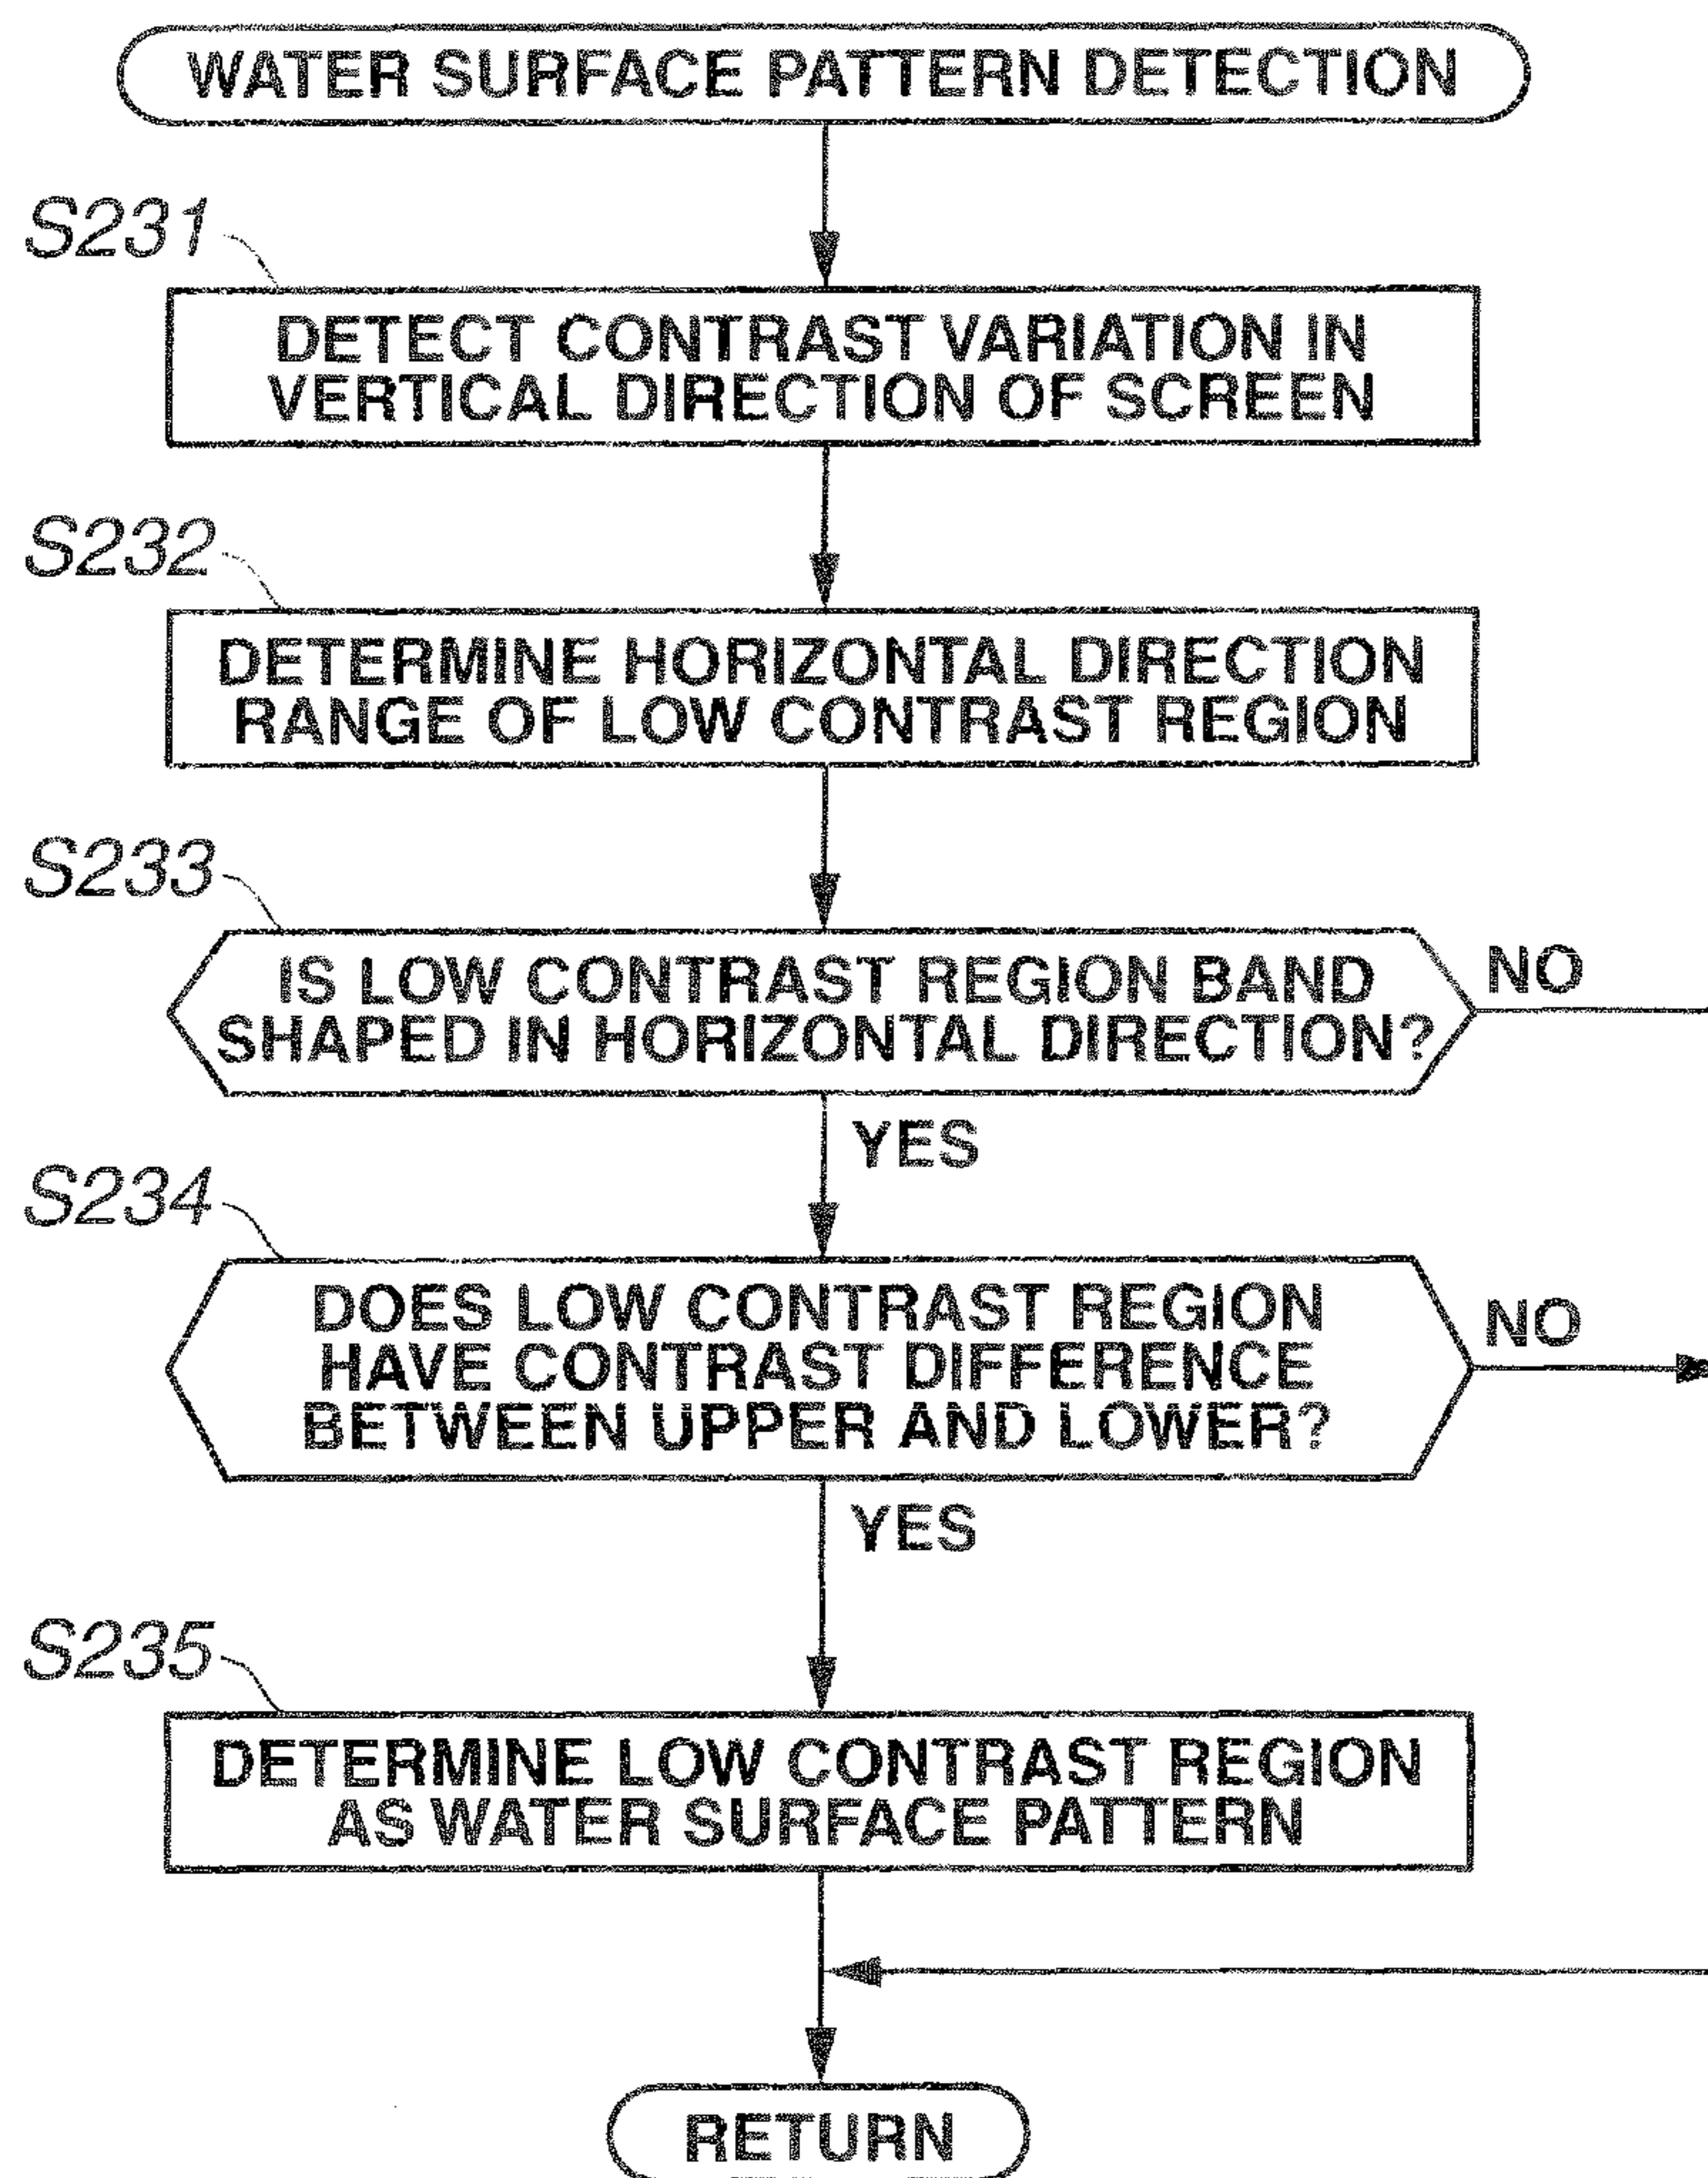 WATER SURFACE PATTERN DETECTION
S231
DETECT CONTRAST VARIATION IN
VERTICAL DIRECTION OF SCREEN
S232
DETERMINE HORIZONTAL DIRECTION
RANGE OF LOW CONTRAST REGION
S233
IS LOW CONTRAST REGION BAND
SHAPED IN HORIZONTAL DIRECTION?
NO
YES
S234
DOES LOW CONTRAST REGION
HAVE CONTRAST DIFFERENCE
BETWEEN UPPER AND LOWER?
NO
YES
S235
DETERMINE LOW CONTRAST REGION
AS WATER SURFACE PATTERN
RETURN